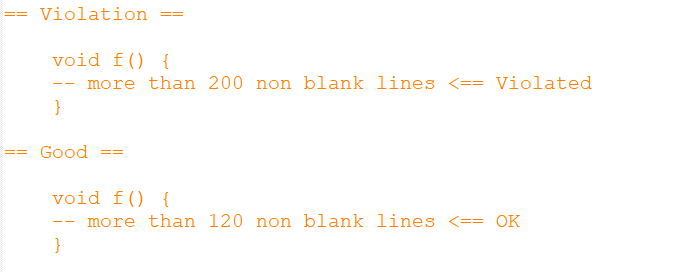 == Violation ==
void f() {
-- more than 200 non blank lines <== Violated
}
== Good ==
void f() {
-- more than 120 non blank lines <== OK
}